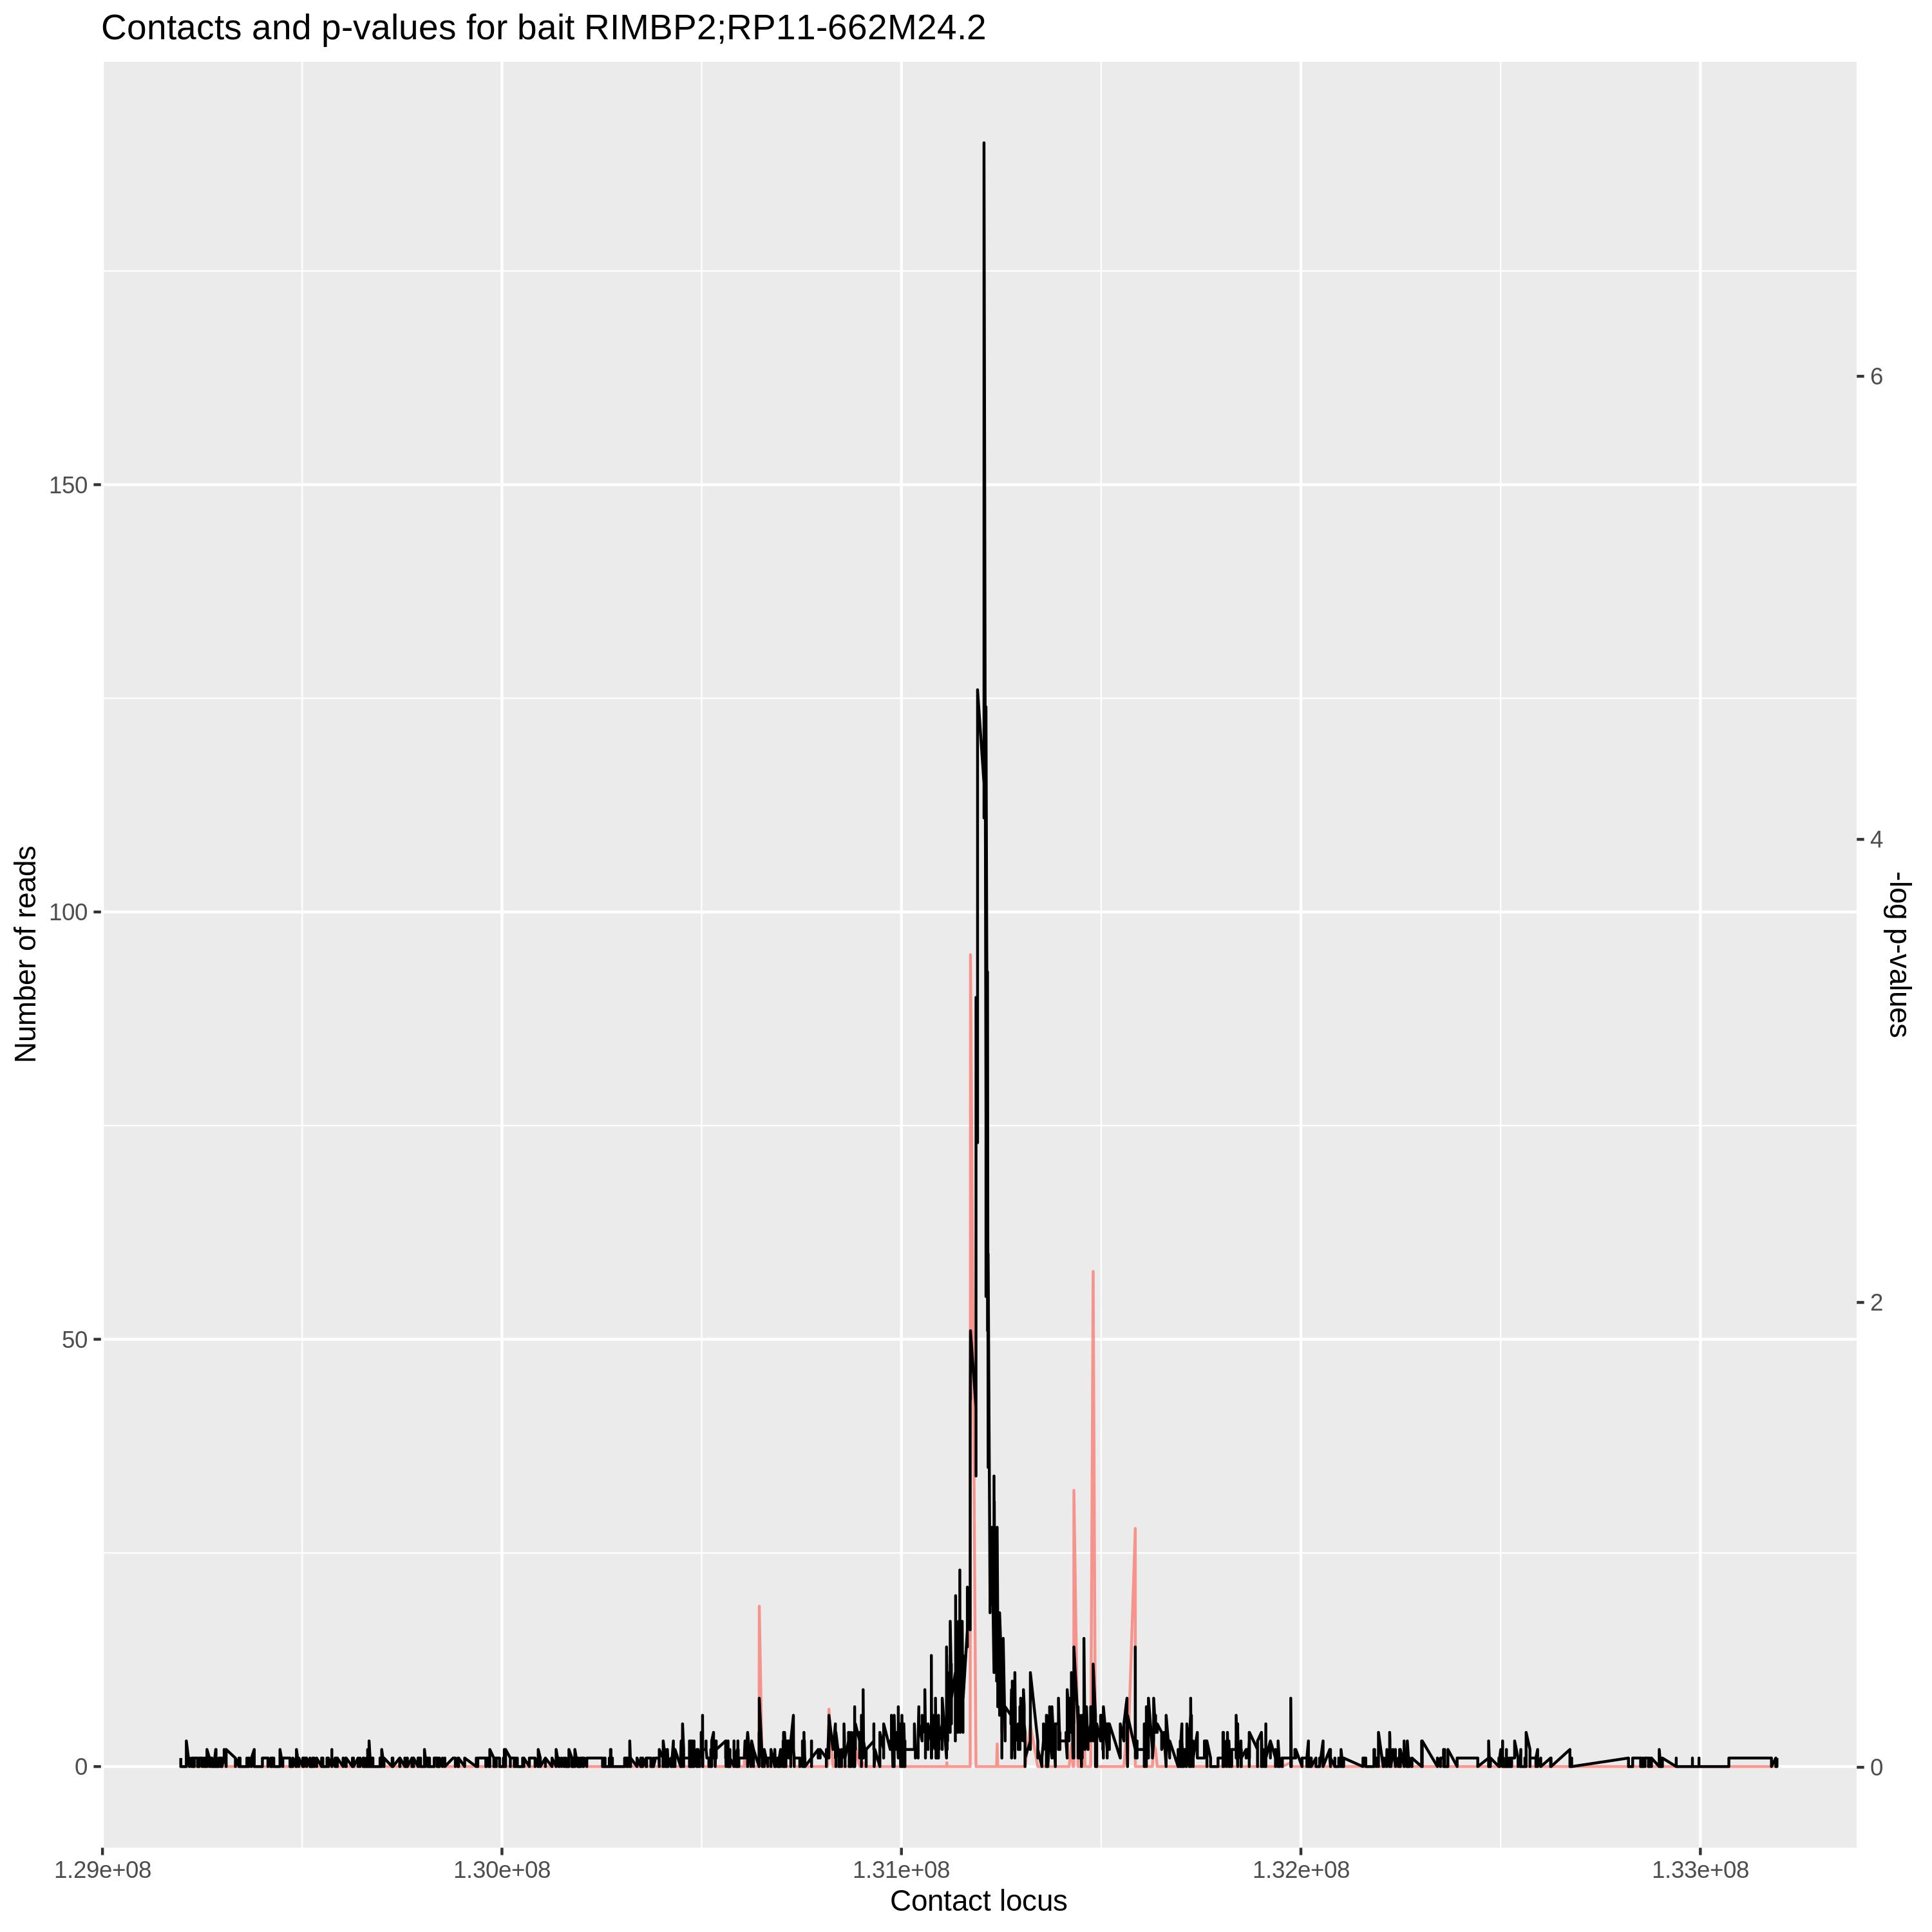 Contacts and p-values for bait RIMBP2;RP11-662M24.2
150
100
50
0
Number of reads
6
4
2
0
-log p-values
1.29e+08 1.30e+08 1.31e+08 1.32e+08 1.33e+08
Contact locus